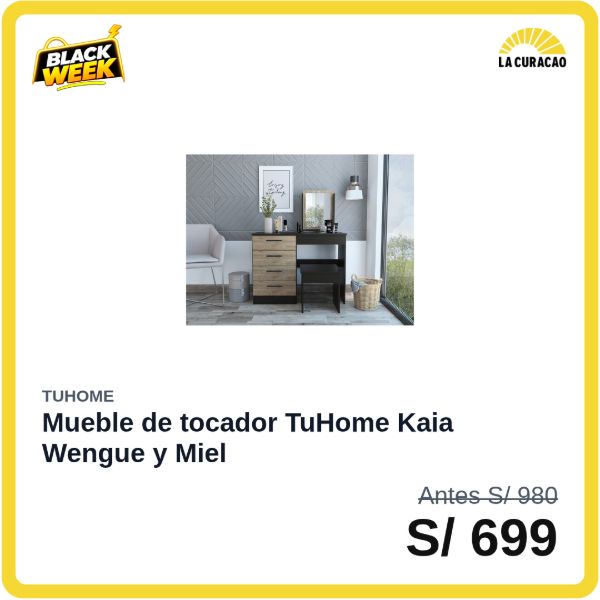 BLACK
WEEK
LA CURACAO
TUHOME
Mueble de tocador TuHome Kaia
Wengue y Miel
Antes S/ 980
S/ 699